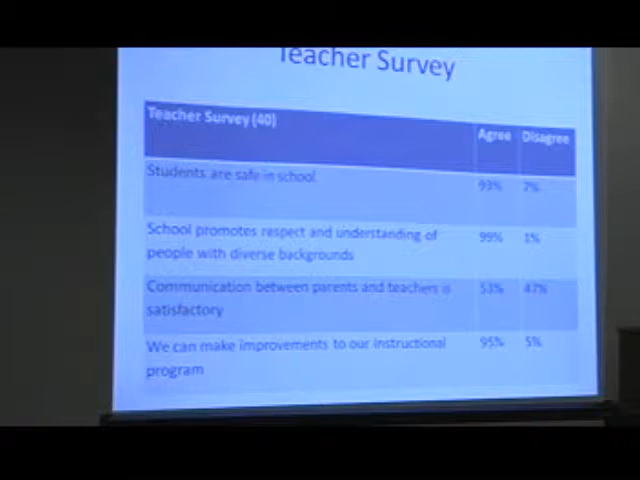 Teacher Survey
Teacher Survey (40) Agree Disagree
Students are safe in school 93% 7%
School promotes respect and understanding of 99% 1%
people with diverse backgrounds
Communication between parents and teachers is 53% 47%
satisfactory
We can make improvements to our instructional 95% 5%
program